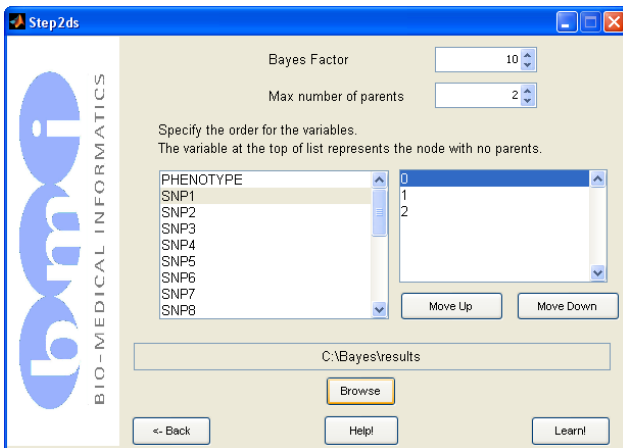 Step2ds
bmi
BIO-MEDICAL INFORMATICS
Bayes Factor
10
Max number of parents
2
Specify the order for the variables.
The variable at the top of list represents the node with no parents.
PHENOTYPE
SNP1
SNP2
SNP3
SNP4
SNP5
SNP6
SNP7
SNP8
0
1
2
Move Up
Move Down
C:\Bayes\results
Browse
<- Back
Help!
Learn!